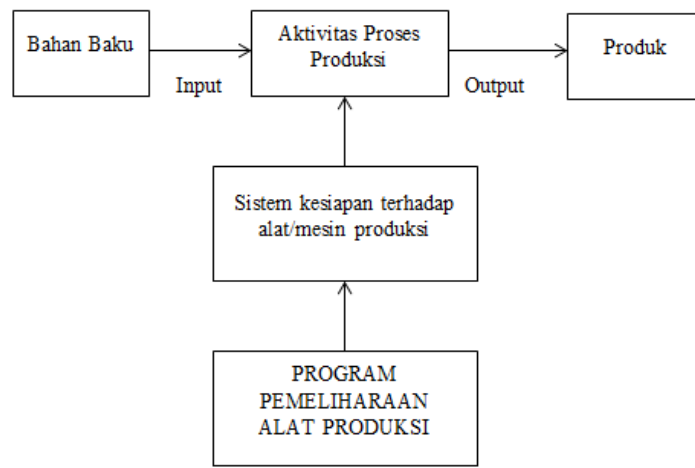 Bahan Baku
Input
Aktivitas Proses
Produksi
Output
Produk
Sistem kesiapan terhadap
alat/mesin produksi
PROGRAM
PEMELIHARAAN
ALAT PRODUKSI